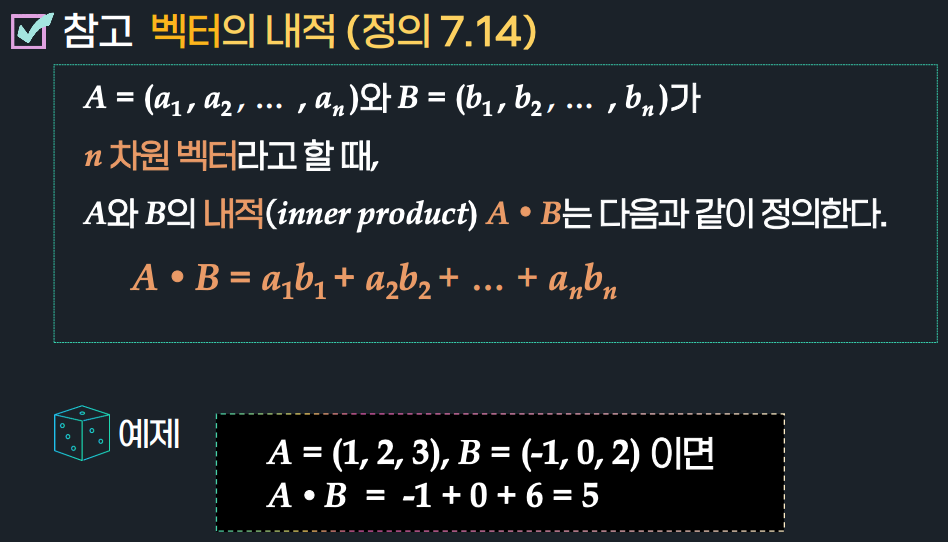 참고 벡터의 내적 (정의 7.14)
A = (a₁, a₂, … , aₙ)와 B = (b₁, b₂, … , bₙ)가
n 차원 벡터라고 할 때,
A와 B의 내적(inner product) A • B는 다음과 같이 정의한다.
A • B = a₁b₁ + a₂b₂ + … + aₙbₙ
예제
A = (1, 2, 3), B = (-1, 0, 2) 이면
A • B = -1 + 0 + 6 = 5